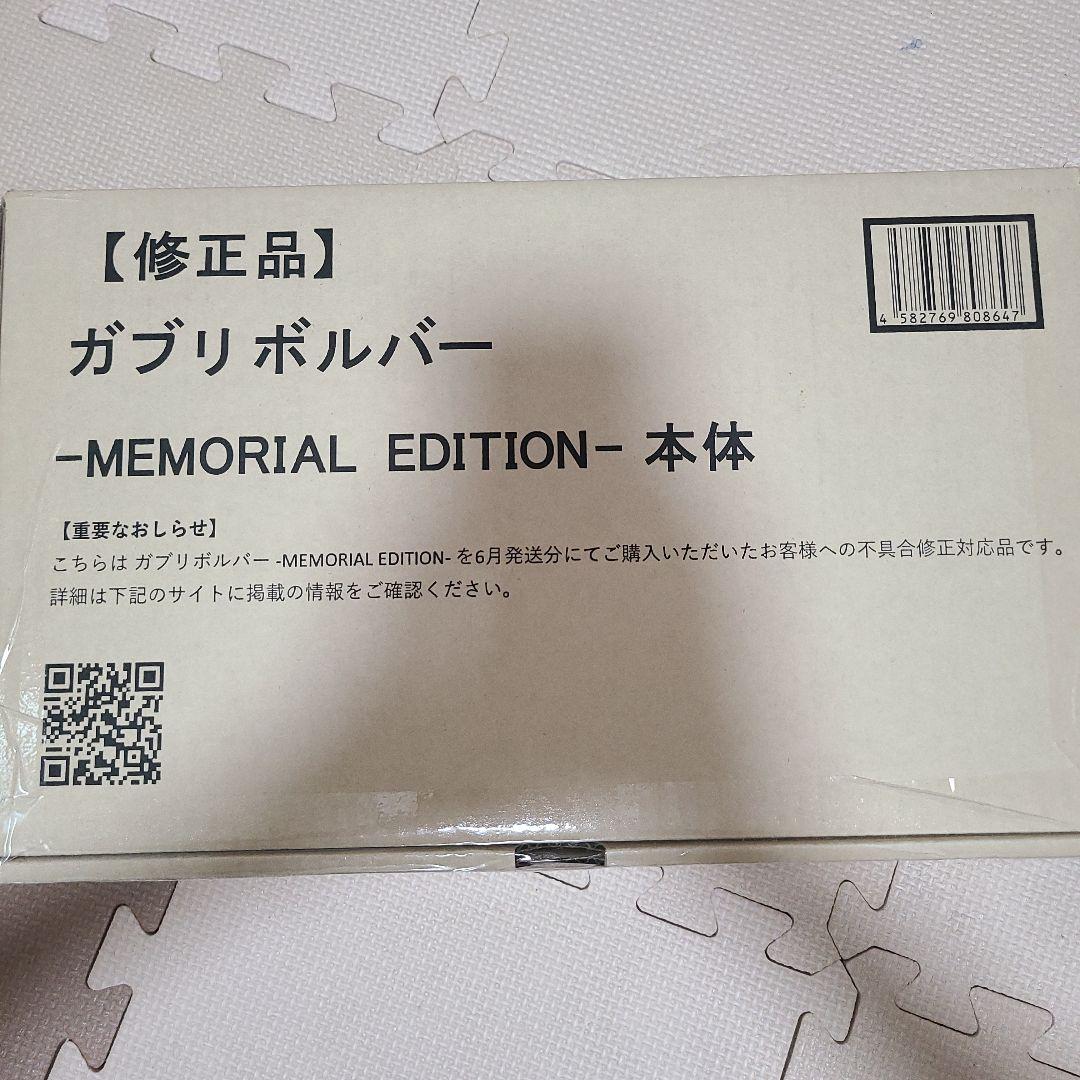 【修正品】
4 582769 808647
ガブリボルバー
-MEMORIAL EDITION- 本体
【重要なおしらせ】
こちらは ガブリボルバー -MEMORIAL EDITION- を6月発送分にてご購入いただいたお客様への不具合修正対応品です。
詳細は下記のサイトに掲載の情報をご確認ください。